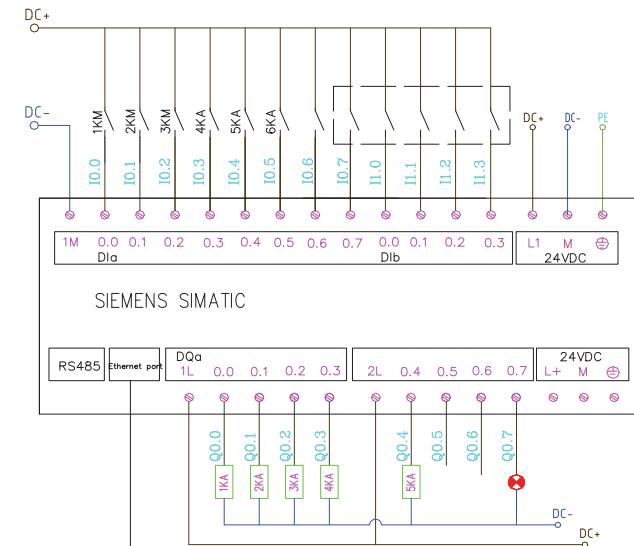 DC+
DC-
1KM 2KM 3KM 4KA 5KA 6KA
DC+ DC- PE
I0.0 I0.1 I0.2 I0.3 I0.4 I0.5 I0.6 I0.7 I1.0 I1.1 I1.2 I1.3
1M 0.0 0.1 0.2 0.3 0.4 0.5 0.6 0.7 0.0 0.1 0.2 0.3 L1 M
DIa DIb 24VDC
SIEMENS SIMATIC
RS485 Ethernet port
DQa 24VDC
1L 0.0 0.1 0.2 0.3 2L 0.4 0.5 0.6 0.7 L+ M
Q0.0 Q0.1 Q0.2 Q0.3 Q0.4 Q0.5 Q0.6 Q0.7
1KA 2KA 3KA 4KA 5KA
DC-
DC+